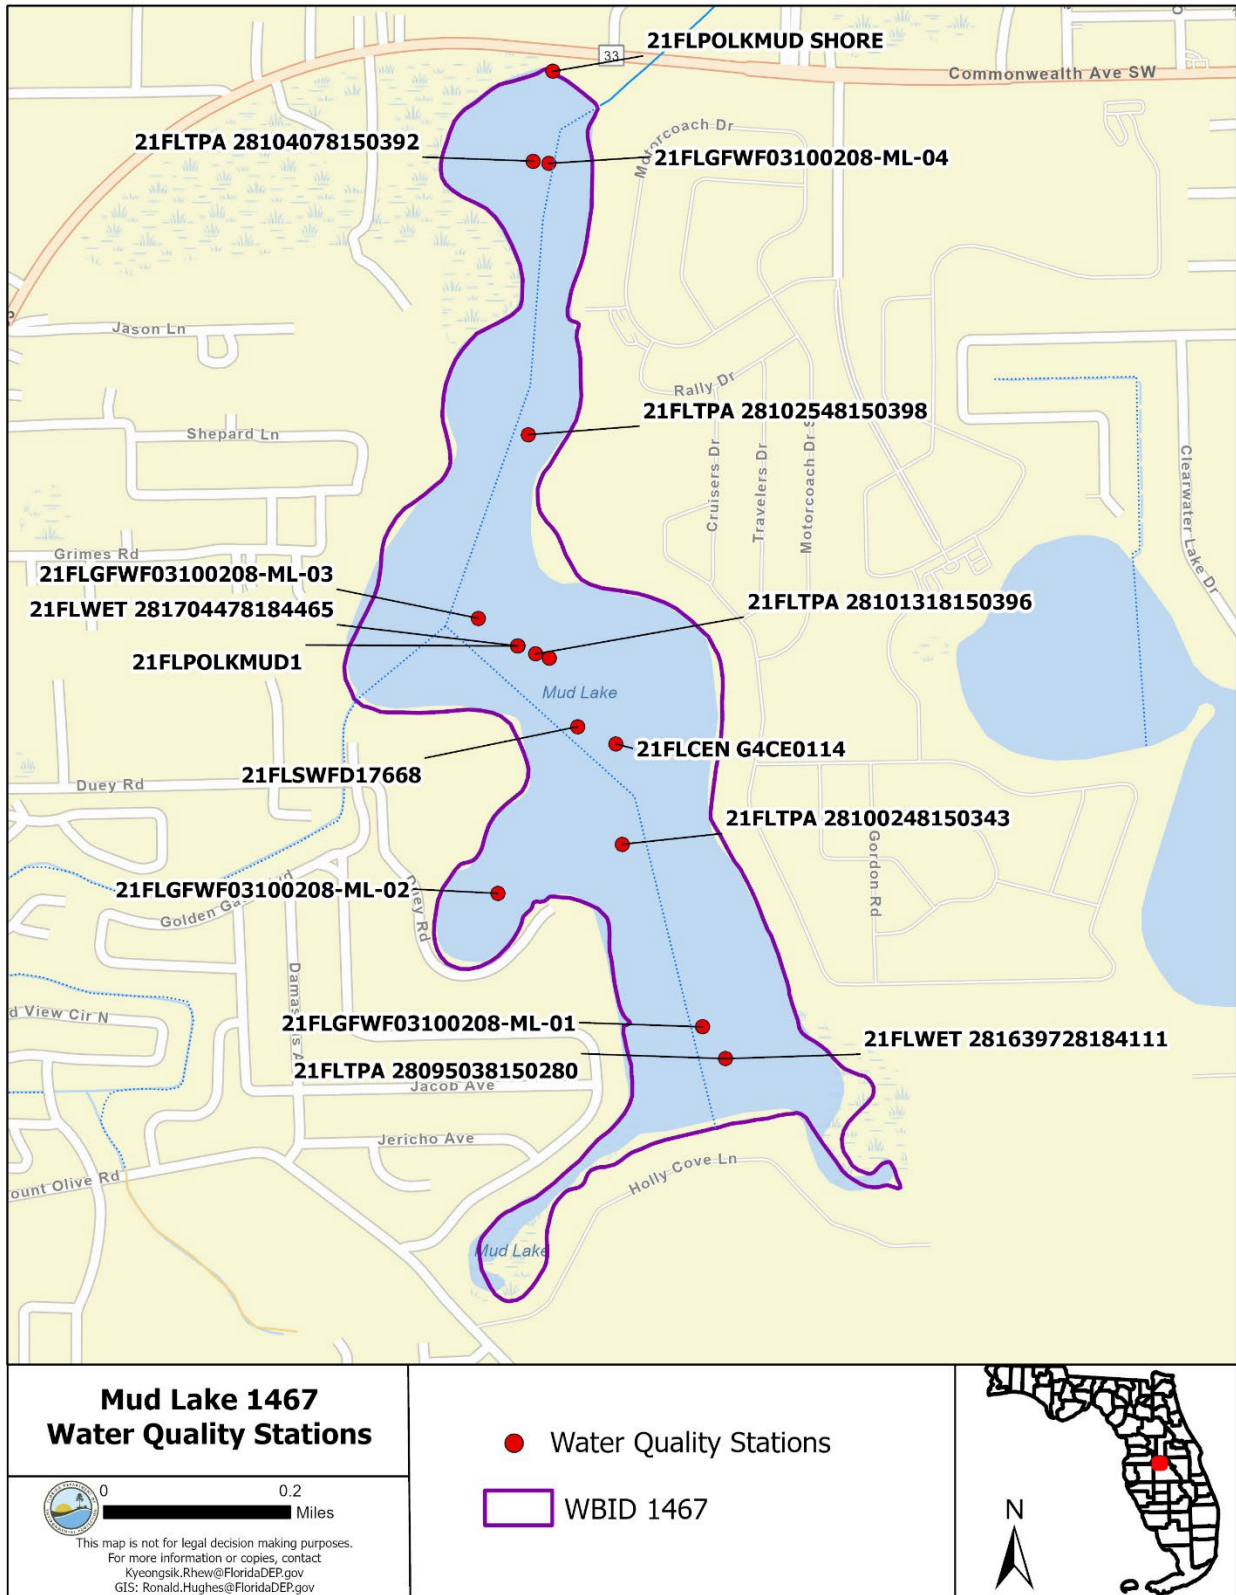 21FLPOLKMUD SHORE
33
Commonwealth Ave SW
Motorcoach Dr
21FLTPA 28104078150392
21FLGFWF03100208-ML-04
Jason Ln
Rally Dr
21FLTPA 28102548150398
Shepard Ln
Cruisers Dr
Travelers Dr
Motorcoach Dr S
Clearwater Lake Dr
Grimes Rd
21FLGFWF03100208-ML-03
21FLWET 281704478184465
21FLTPA 28101318150396
21FLPOLKMUD1
Mud Lake
21FLCEN G4CE0114
21FLSWFD17668
Duey Rd
21FLTPA 28100248150343
Gordon Rd
21FLGFWF03100208-ML-02
Duey Rd
d View Cir N
21FLGFWF03100208-ML-01
21FLWET 281639728184111
21FLTPA 28095038150280
Jacob Ave
Jericho Ave
ount Olive Rd
Holly Cove Ln
Mud Lake
Mud Lake 1467
Water Quality Stations
0 0.2
Miles
This map is not for legal decision making purposes.
For more information or copies, contact
Kyeongsik.Rhew@FloridaDEP.gov
GIS: Ronald.Hughes@FloridaDEP.gov
Water Quality Stations
WBID 1467
N